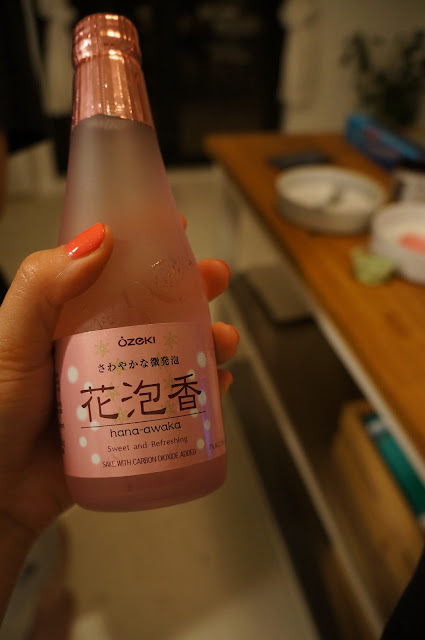 ÖZEKI
さわやかな微発泡
花泡香
hana-awaka
Sweet and Refreshing
SAKE WITH CARBON DIOXIDE ADDED